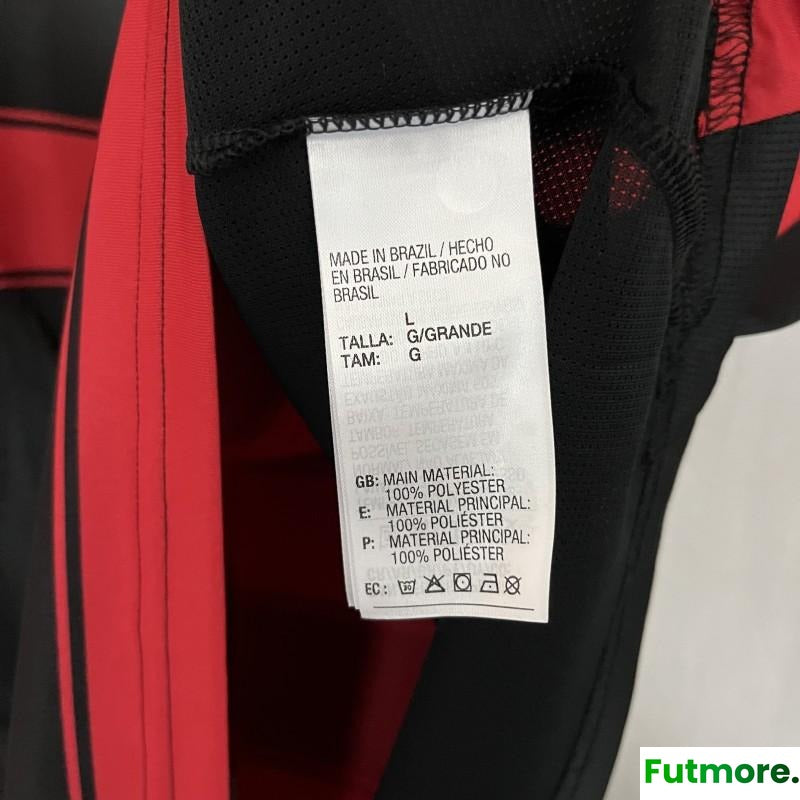 MADE IN BRAZIL / HECHO
EN BRASIL / FABRICADO NO
BRASIL
L
TALLA: G/GRANDE
TAM: G
GB: MAIN MATERIAL:
100% POLYESTER
E: MATERIAL PRINCIPAL:
100% POLIÉSTER
P: MATERIAL PRINCIPAL:
100% POLIÉSTER
EC:
Futmore.